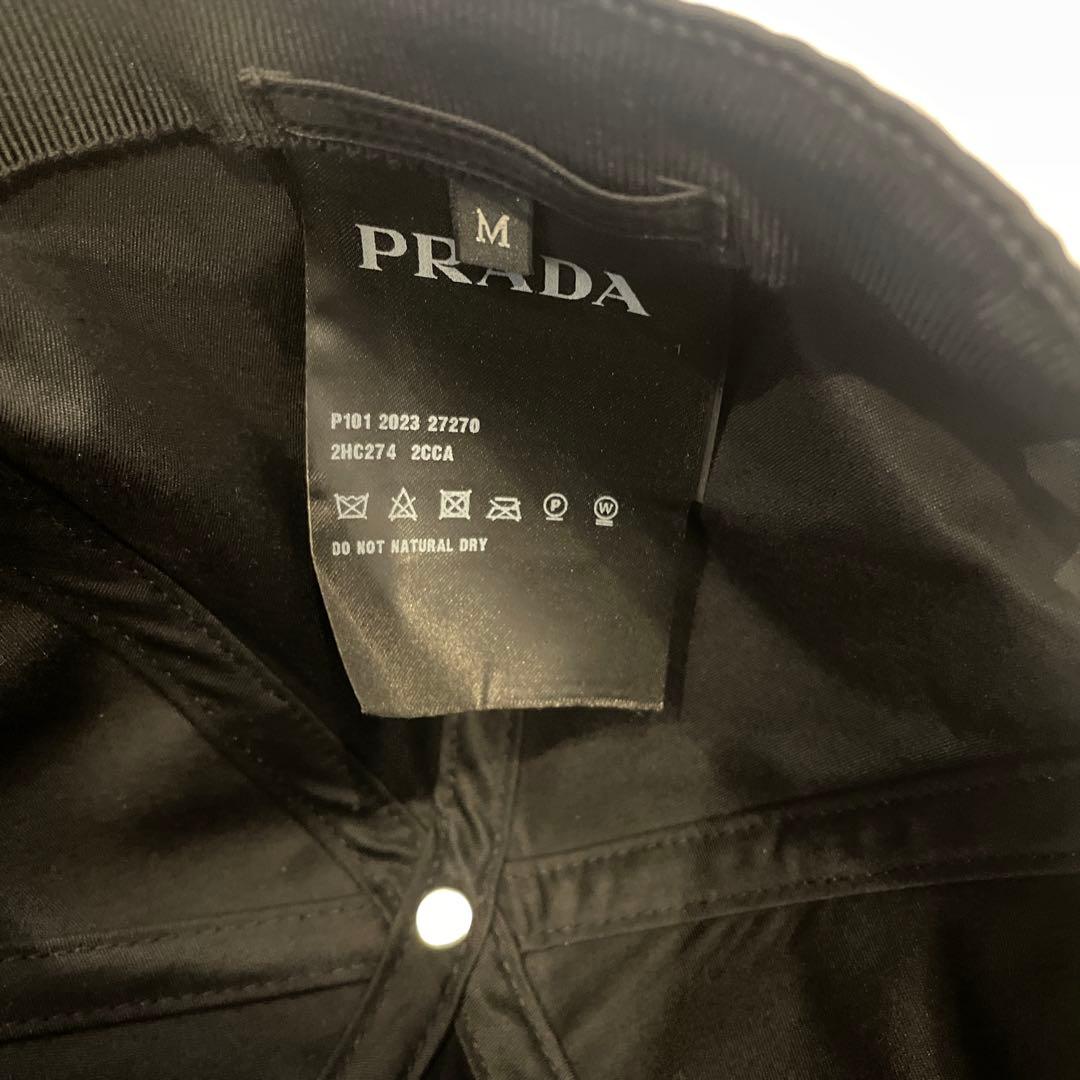 M
PRADA
P101 2023 27270
2HC274 2CCA
P W
DO NOT NATURAL DRY